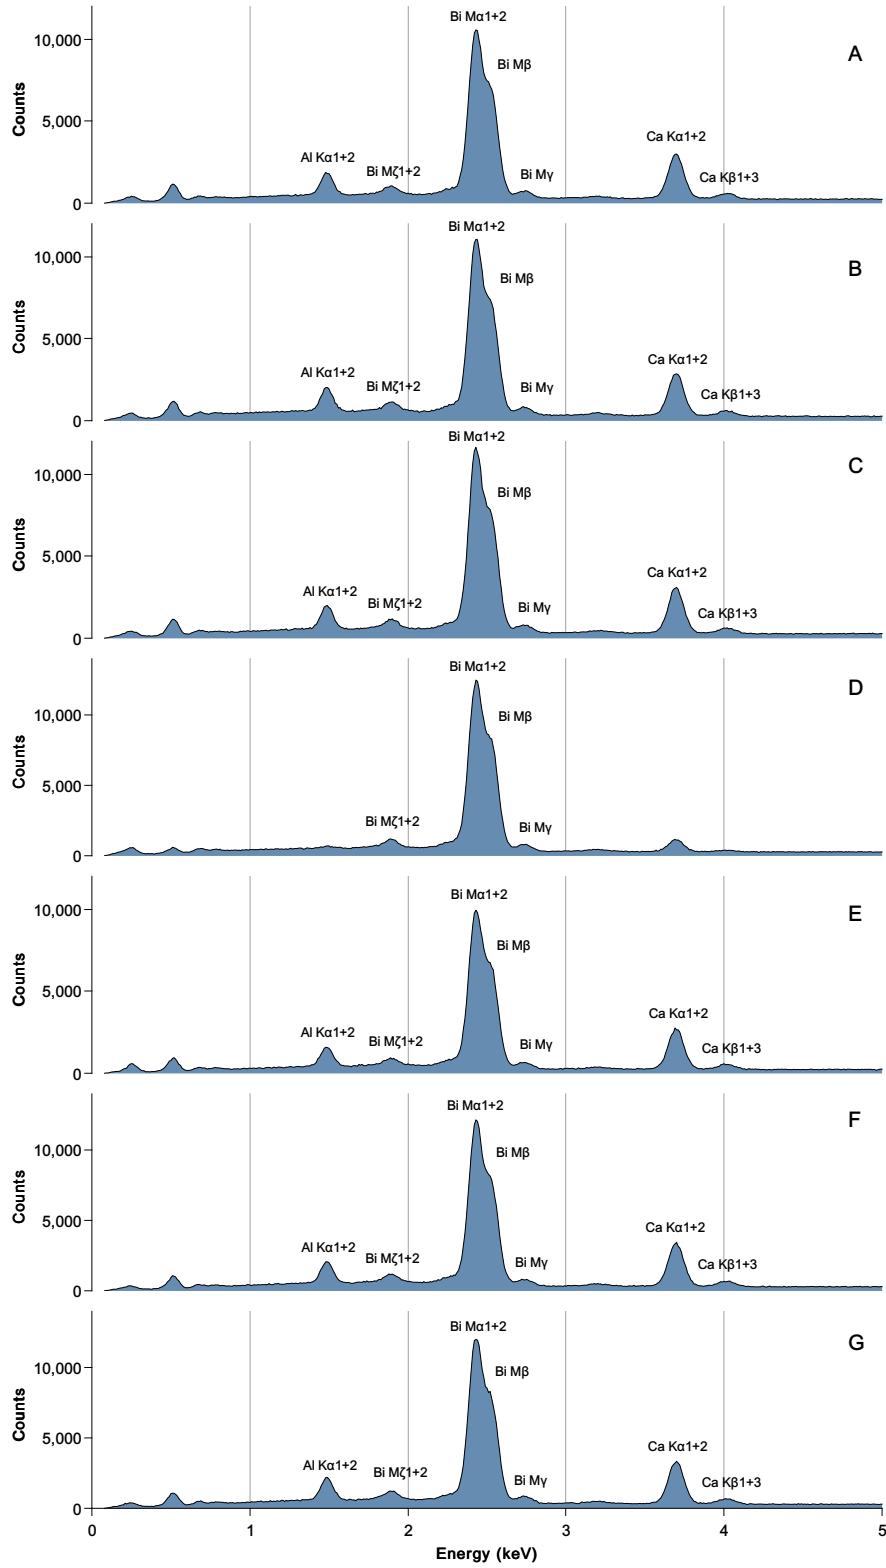 Bi Mα1+2
10,000
A
Bi Mβ
Counts
5,000
Al Kα1+2
Bi Mζ1+2
Bi Mγ
Ca Kα1+2
Ca Kβ1+3
0
Bi Mα1+2
10,000
B
Bi Mβ
Counts
5,000
Al Kα1+2
Bi Mζ1+2
Bi Mγ
Ca Kα1+2
Ca Kβ1+3
0
Bi Mα1+2
10,000
C
Bi Mβ
Counts
5,000
Al Kα1+2
Bi Mζ1+2
Bi Mγ
Ca Kα1+2
Ca Kβ1+3
0
Bi Mα1+2
D
10,000
Bi Mβ
Counts
5,000
Bi Mζ1+2
Bi Mγ
0
Bi Mα1+2
10,000
E
Bi Mβ
Counts
5,000
Al Kα1+2
Bi Mζ1+2
Bi Mγ
Ca Kα1+2
Ca Kβ1+3
0
Bi Mα1+2
F
10,000
Bi Mβ
Counts
5,000
Al Kα1+2
Bi Mζ1+2
Bi Mγ
Ca Kα1+2
Ca Kβ1+3
0
Bi Mα1+2
G
10,000
Bi Mβ
Counts
5,000
Al Kα1+2
Bi Mζ1+2
Bi Mγ
Ca Kα1+2
Ca Kβ1+3
0
0 1 2 3 4 5
Energy (keV)